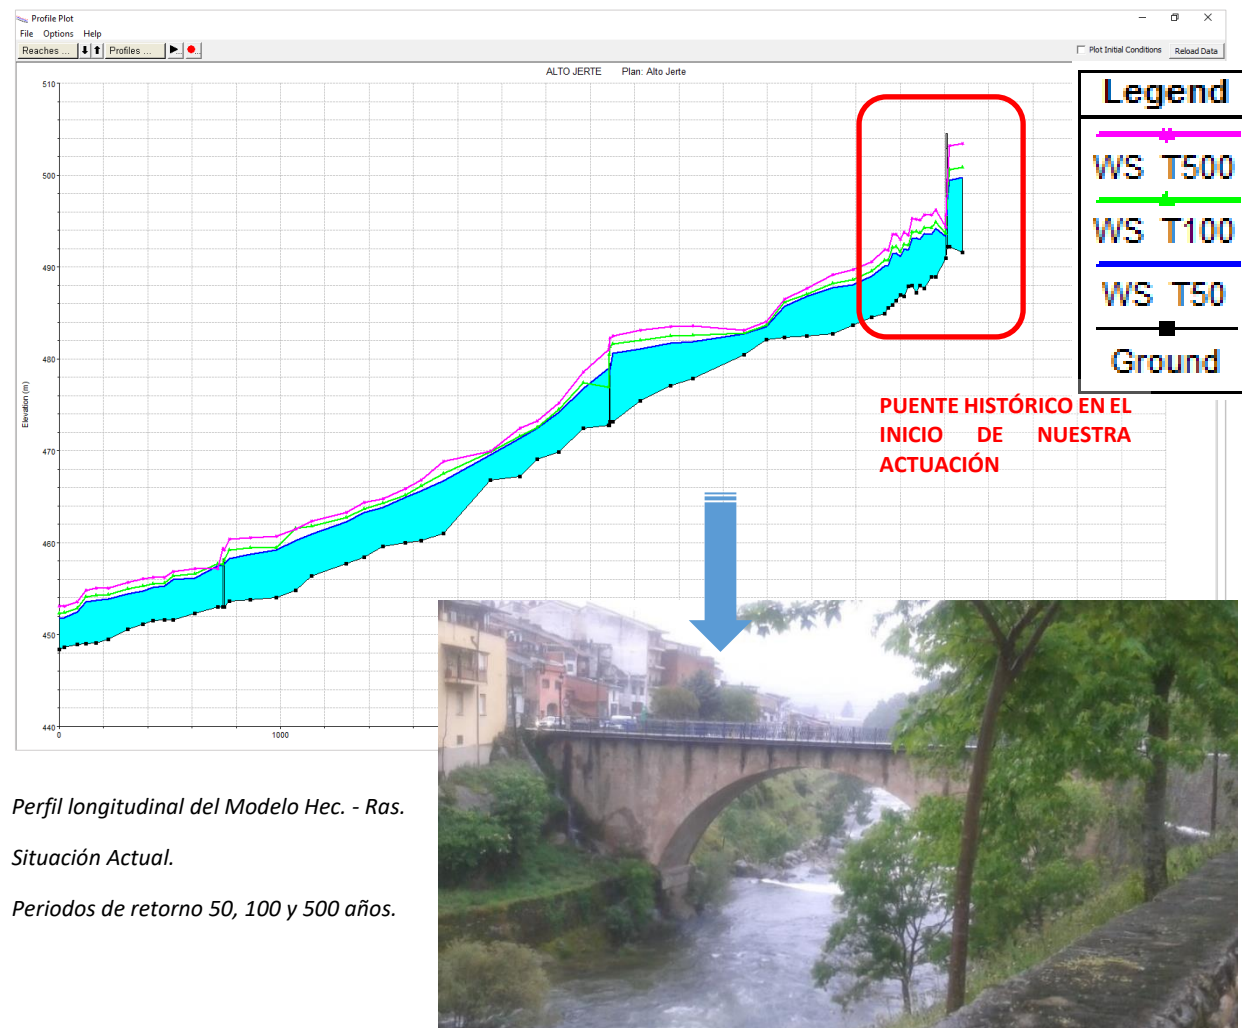 Profile Plot
File Options Help
Reaches ... Profiles ... Plot Initial Conditions Reload Data
ALTO JERTE Plan: Alto Jerte
Legend
WS T500
WS T100
WS T50
Ground
510
500
490
480
470
460
450
440
Elevation (m)
0 1000
PUENTE HISTÓRICO EN EL
INICIO DE NUESTRA
ACTUACIÓN
Perfil longitudinal del Modelo Hec. - Ras.
Situación Actual.
Periodos de retorno 50, 100 y 500 años.